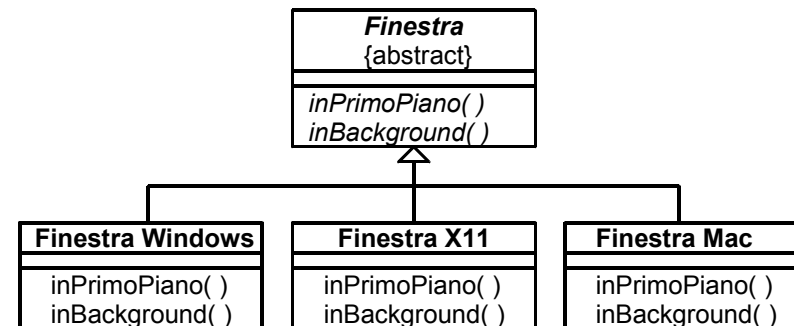 Finestra
{abstract}
inPrimoPiano( )
inBackground( )
Finestra Windows
inPrimoPiano( )
inBackground( )
Finestra X11
inPrimoPiano( )
inBackground( )
Finestra Mac
inPrimoPiano( )
inBackground( )